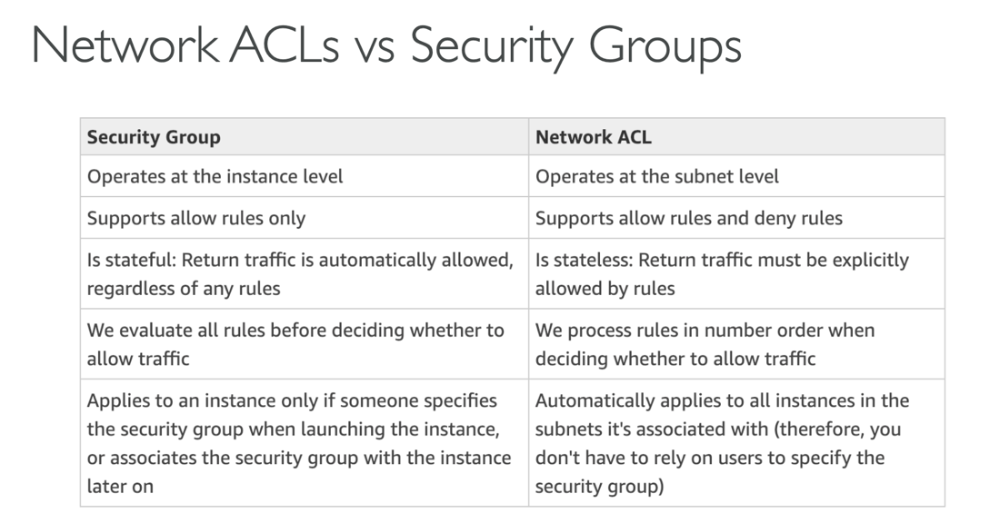 Network ACLs vs Security Groups
Security Group
Network ACL
Operates at the instance level
Operates at the subnet level
Supports allow rules only
Supports allow rules and deny rules
Is stateful: Return traffic is automatically allowed,
regardless of any rules
Is stateless: Return traffic must be explicitly
allowed by rules
We evaluate all rules before deciding whether to
allow traffic
We process rules in number order when
deciding whether to allow traffic
Applies to an instance only if someone specifies
the security group when launching the instance,
or associates the security group with the instance
later on
Automatically applies to all instances in the
subnets it's associated with (therefore, you
don't have to rely on users to specify the
security group)